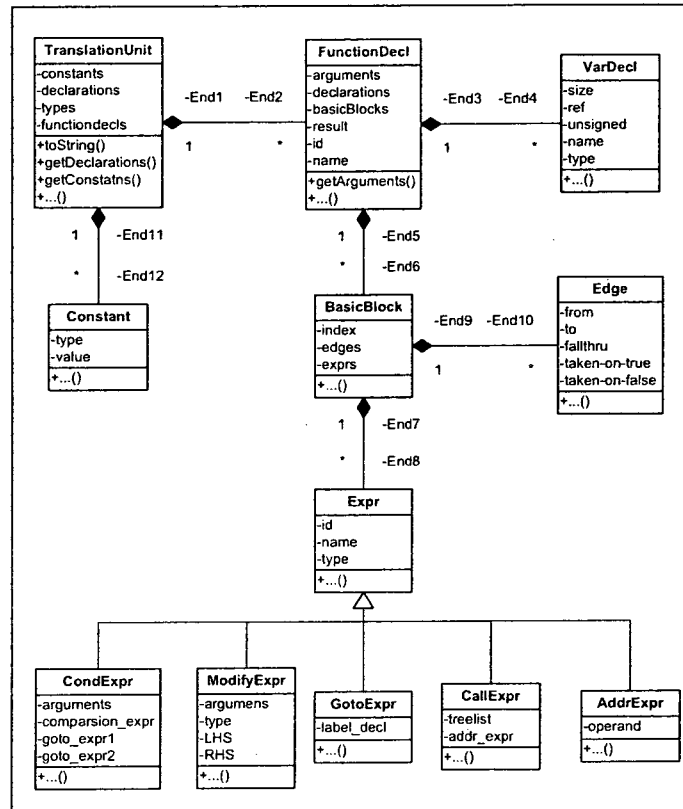 TranslationUnit
-constants
-declarations
-types
-functiondecls
+toString()
+getDeclarations()
+getConstatns()
+...()
-End1
-End2
1
*
FunctionDecl
-arguments
-declarations
-basicBlocks
-result
-id
-name
+getArguments()
+...()
-End3
-End4
1
*
VarDecl
-size
-ref
-unsigned
-name
-type
+...()
1
-End11
*
-End12
1
-End5
*
-End6
Constant
-type
-value
+...()
BasicBlock
-index
-edges
-exprs
+...()
-End9
-End10
1
*
Edge
-from
-to
-fallthru
-taken-on-true
-taken-on-false
+...()
1
-End7
*
-End8
Expr
-id
-name
-type
+...()
CondExpr
-arguments
-comparsion_expr
-goto_expr1
-goto_expr2
+...()
ModifyExpr
-argumens
-type
-LHS
-RHS
+...()
GotoExpr
-label_decl
+...()
CallExpr
-treelist
-addr_expr
+...()
AddrExpr
-operand
+...()